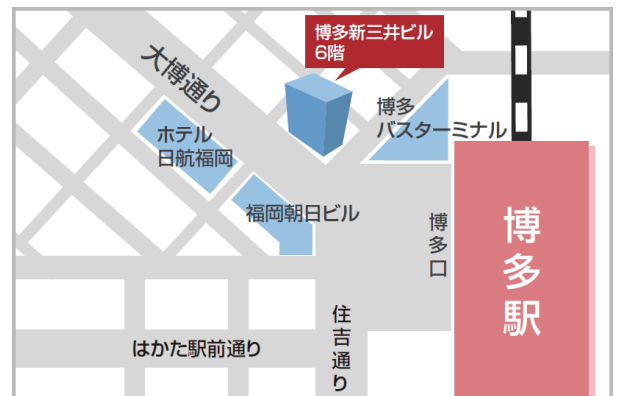 博多新三井ビル
6階
大博通り
博多
バスターミナル
ホテル
日航福岡
福岡朝日ビル
博多口
博多駅
住吉通り
はかた駅前通り